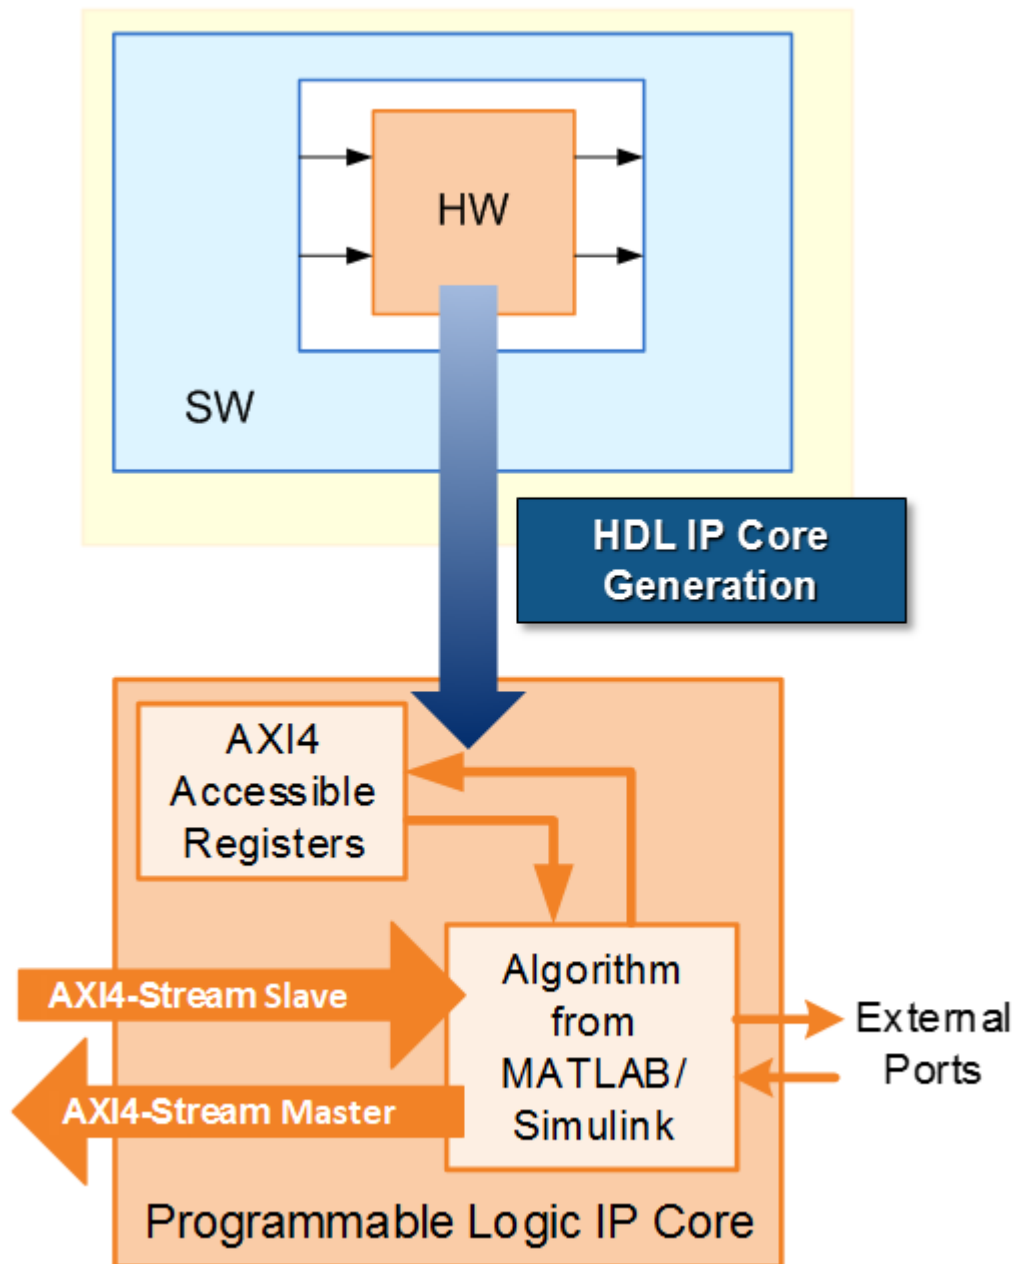 HW
SW
HDL IP Core
Generation
AXI4
Accessible
Registers
AXI4-Stream Slave
AXI4-Stream Master
Algorithm
from
MATLAB/
Simulink
External
Ports
Programmable Logic IP Core